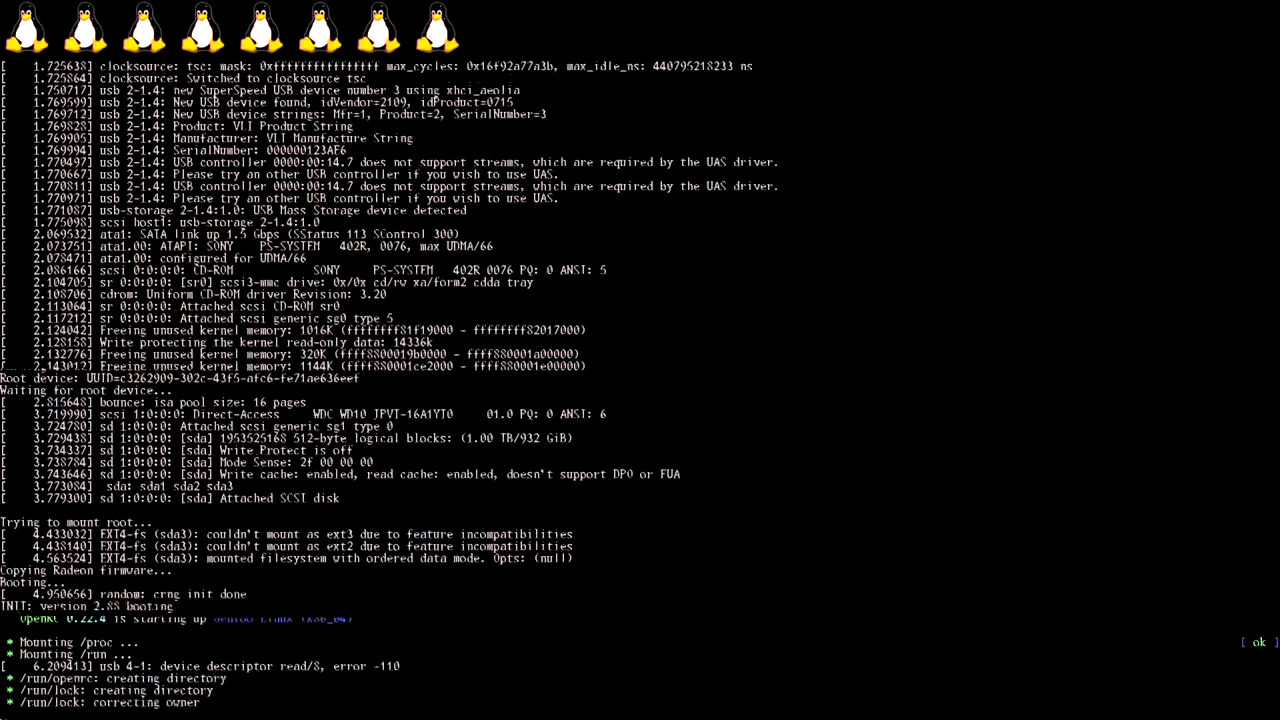 [    1.725638] clocksource: tsc: mask: 0xffffffffffffffff max_cycles: 0x16f92a77a3b, max_idle_ns: 440795218233 ns
[    1.725864] clocksource: Switched to clocksource tsc
[    1.750717] usb 2-1.4: new SuperSpeed USB device number 3 using xhci_aeolia
[    1.769599] usb 2-1.4: New USB device found, idVendor=2109, idProduct=0715
[    1.769712] usb 2-1.4: New USB device strings: Mfr=1, Product=2, SerialNumber=3
[    1.769828] usb 2-1.4: Product: VLI Product String
[    1.769905] usb 2-1.4: Manufacturer: VLI Manufacture String
[    1.769994] usb 2-1.4: SerialNumber: 000000123AF6
[    1.770497] usb 2-1.4: USB controller 0000:00:14.7 does not support streams, which are required by the UAS driver.
[    1.770667] usb 2-1.4: Please try an other USB controller if you wish to use UAS.
[    1.770811] usb 2-1.4: USB controller 0000:00:14.7 does not support streams, which are required by the UAS driver.
[    1.770971] usb 2-1.4: Please try an other USB controller if you wish to use UAS.
[    1.771087] usb-storage 2-1.4:1.0: USB Mass Storage device detected
[    1.775098] scsi host1: usb-storage 2-1.4:1.0
[    2.069532] ata1: SATA link up 1.5 Gbps (SStatus 113 SControl 300)
[    2.073751] ata1.00: ATAPI: SONY    PS-SYSTEM   402R, 0076, max UDMA/66
[    2.078471] ata1.00: configured for UDMA/66
[    2.086166] scsi 0:0:0:0: CD-ROM            SONY     PS-SYSTEM   402R 0076 PQ: 0 ANSI: 5
[    2.104705] sr 0:0:0:0: [sr0] scsi3-mmc drive: 0x/0x cd/rw xa/form2 cdda tray
[    2.108706] cdrom: Uniform CD-ROM driver Revision: 3.20
[    2.113064] sr 0:0:0:0: Attached scsi CD-ROM sr0
[    2.117212] sr 0:0:0:0: Attached scsi generic sg0 type 5
[    2.124042] Freeing unused kernel memory: 1016K (ffffffff81f19000 - ffffffff82017000)
[    2.128158] Write protecting the kernel read-only data: 14336k
[    2.132776] Freeing unused kernel memory: 320K (ffff8800019b0000 - ffff880001a00000)
[    2.143012] Freeing unused kernel memory: 1144K (ffff880001ce2000 - ffff880001e00000)
Root device: UUID=c3262909-302c-43f5-afc6-fe71ae636eef
Waiting for root device...
[    2.815648] bounce: isa pool size: 16 pages
[    3.719990] scsi 1:0:0:0: Direct-Access     WDC WD10 JPVT-16A1YT0     01.0 PQ: 0 ANSI: 6
[    3.724780] sd 1:0:0:0: Attached scsi generic sg1 type 0
[    3.729438] sd 1:0:0:0: [sda] 1953525168 512-byte logical blocks: (1.00 TB/932 GiB)
[    3.734337] sd 1:0:0:0: [sda] Write Protect is off
[    3.738784] sd 1:0:0:0: [sda] Mode Sense: 2f 00 00 00
[    3.743646] sd 1:0:0:0: [sda] Write cache: enabled, read cache: enabled, doesn't support DPO or FUA
[    3.773084]  sda: sda1 sda2 sda3
[    3.779300] sd 1:0:0:0: [sda] Attached SCSI disk
Trying to mount root...
[    4.433032] EXT4-fs (sda3): couldn't mount as ext3 due to feature incompatibilities
[    4.438140] EXT4-fs (sda3): couldn't mount as ext2 due to feature incompatibilities
[    4.563524] EXT4-fs (sda3): mounted filesystem with ordered data mode. Opts: (null)
Copying Radeon firmware...
Booting...
[    4.950656] random: crng init done
INIT: version 2.88 booting
OpenRC 0.22.4 is starting up Gentoo Linux (x86_64)
* Mounting /proc ... [ ok ]
* Mounting /run ...
[    6.209413] usb 4-1: device descriptor read/8, error -110
* /run/openrc: creating directory
* /run/lock: creating directory
* /run/lock: correcting owner